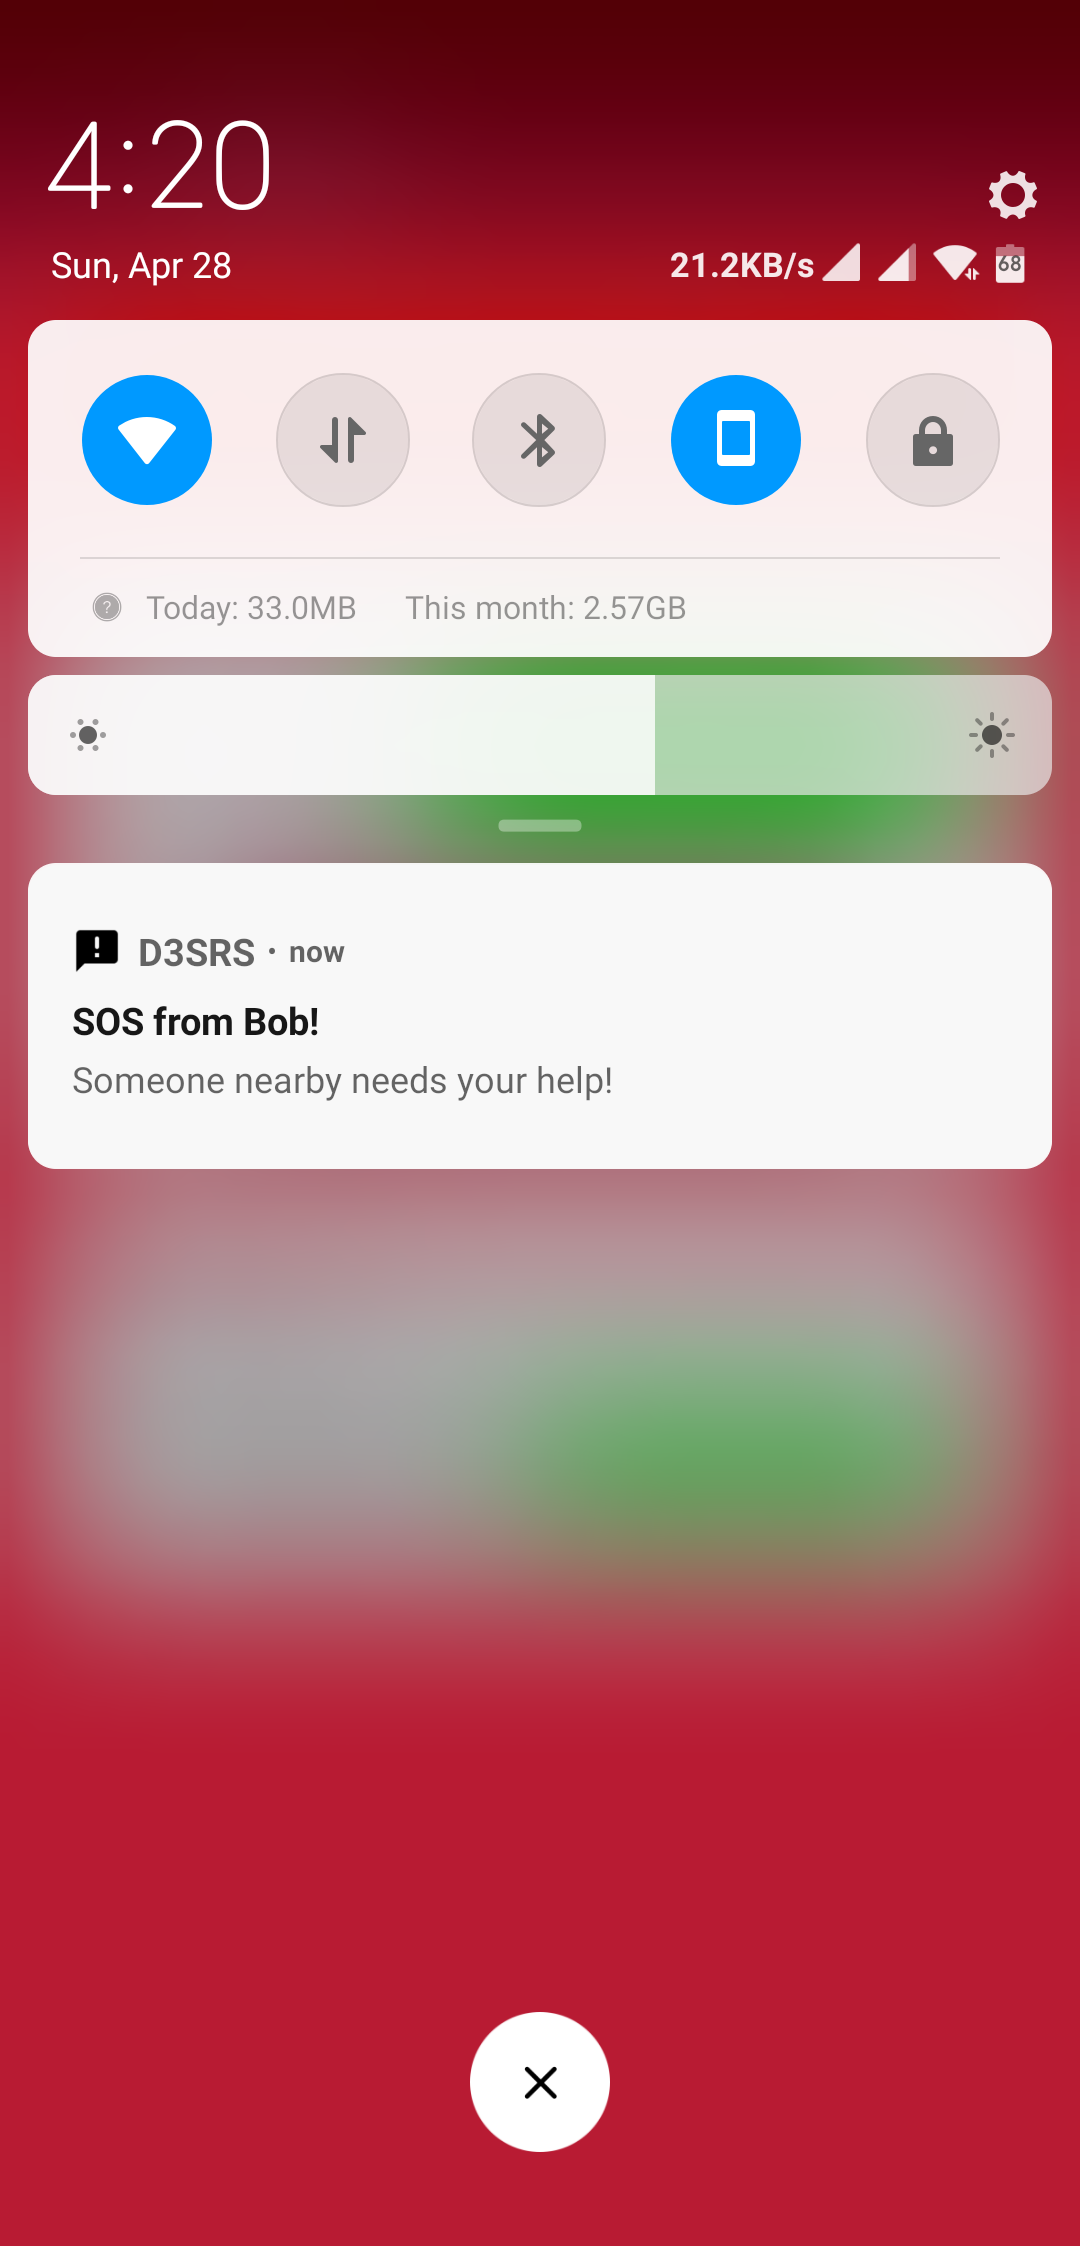 4:20
Sun, Apr 28
21.2KB/s 68
Today: 33.0MB This month: 2.57GB
D3SRS • now
SOS from Bob!
Someone nearby needs your help!